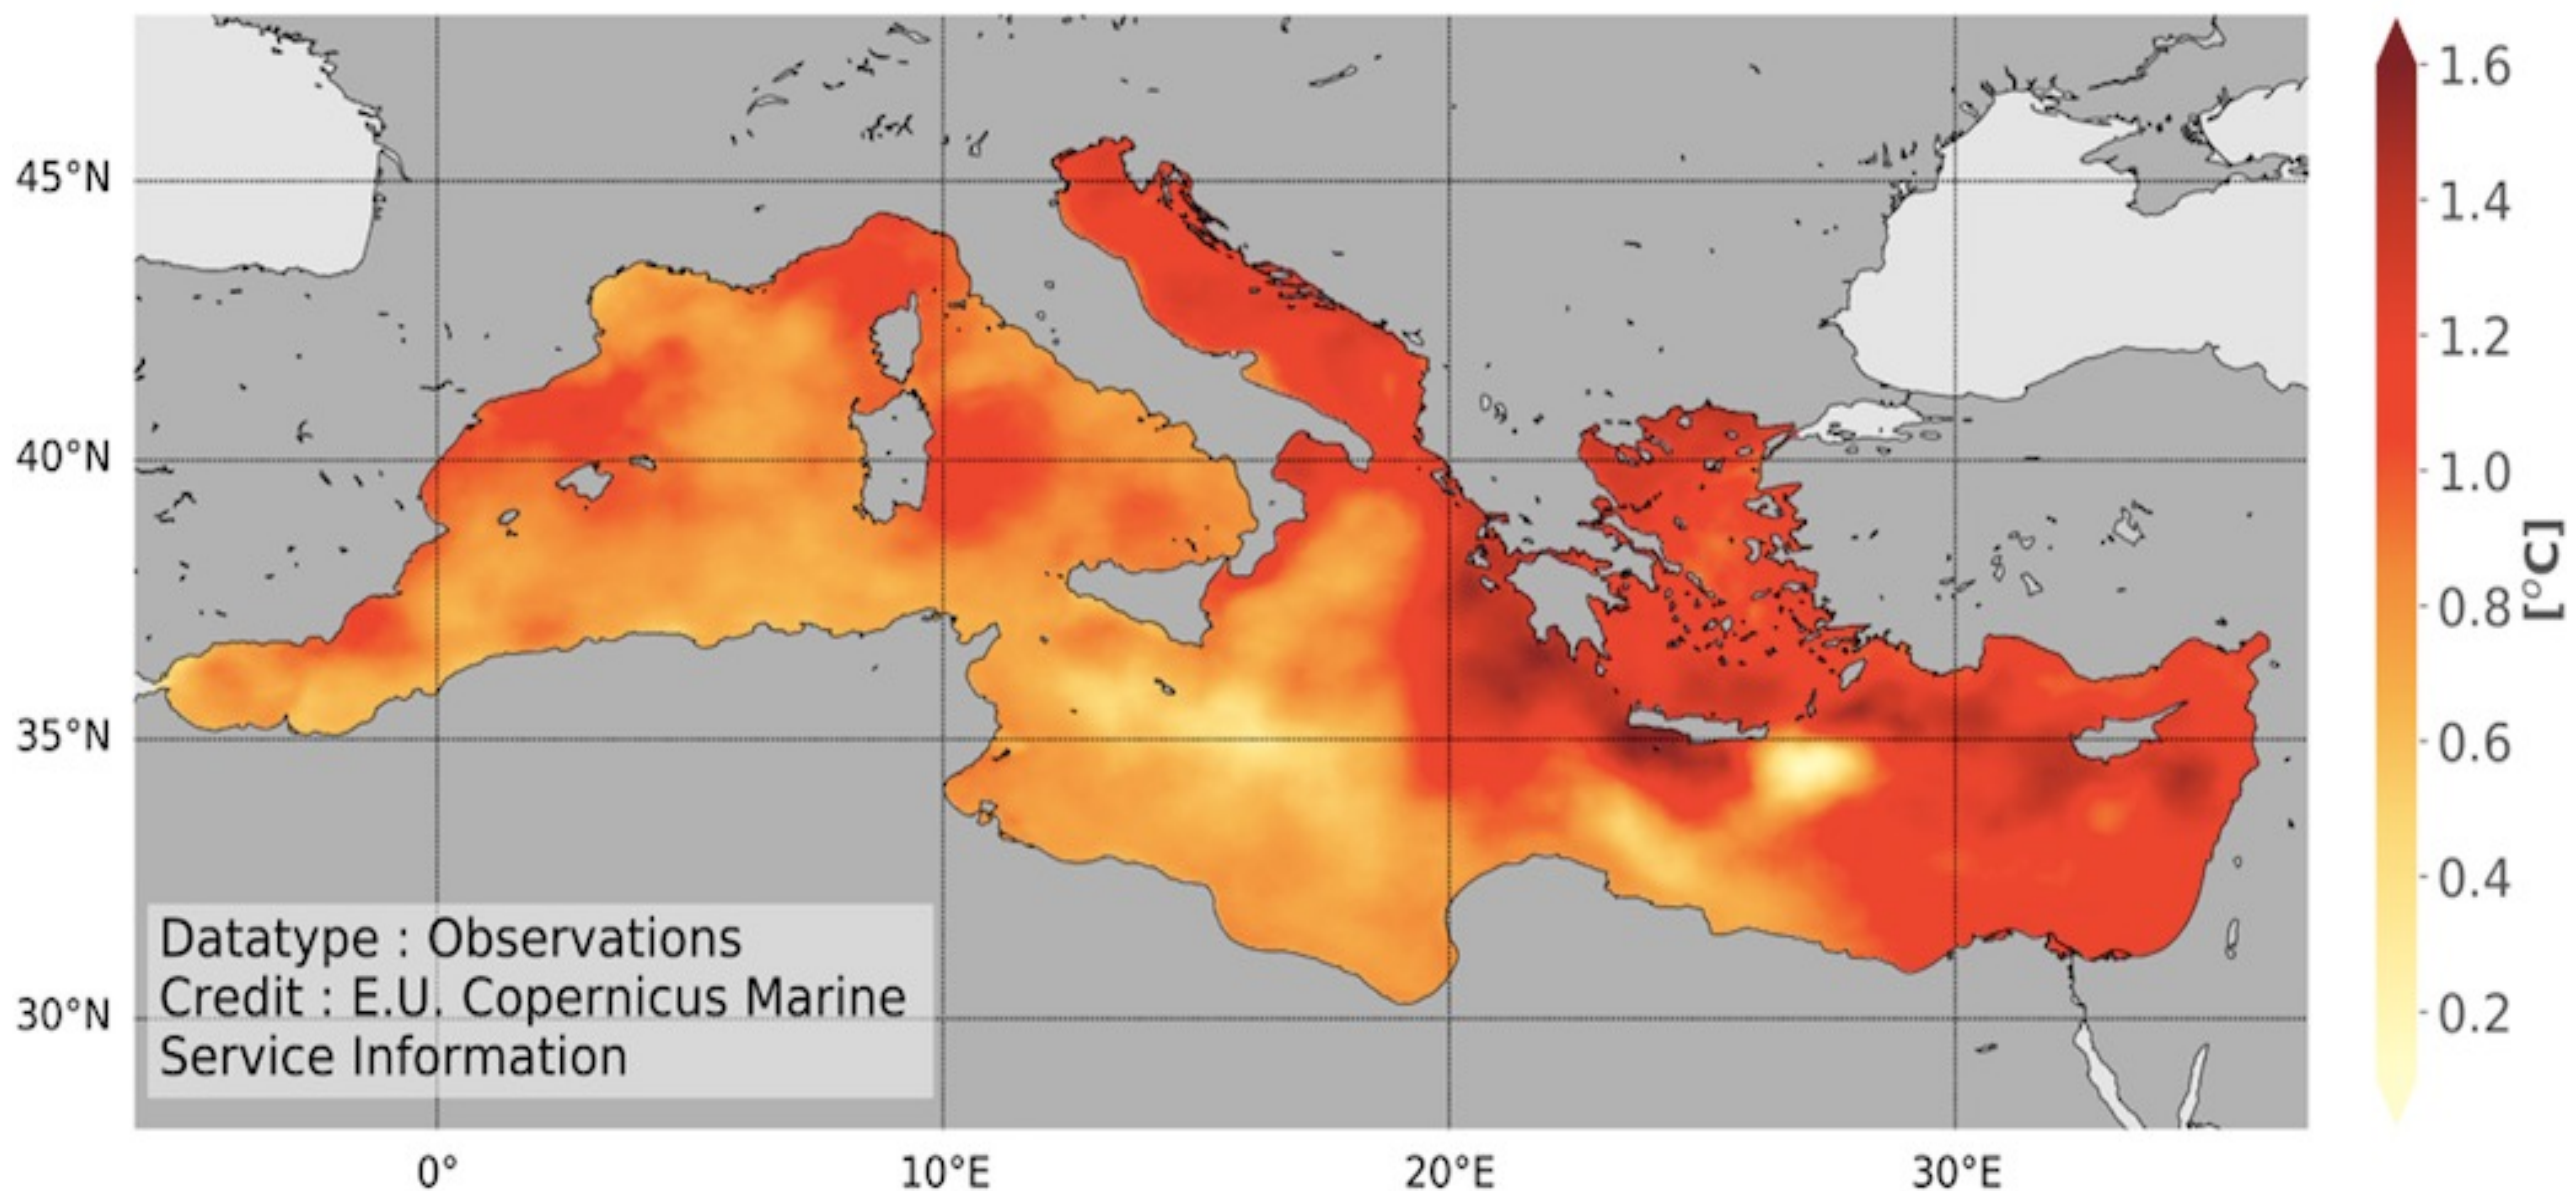 45°N
40°N
35°N
30°N
Datatype : Observations
Credit : E.U. Copernicus Marine
Service Information
0°
10°E
20°E
30°E
1.6
1.4
1.2
1.0
0.8
0.6
0.4
0.2
[°C]